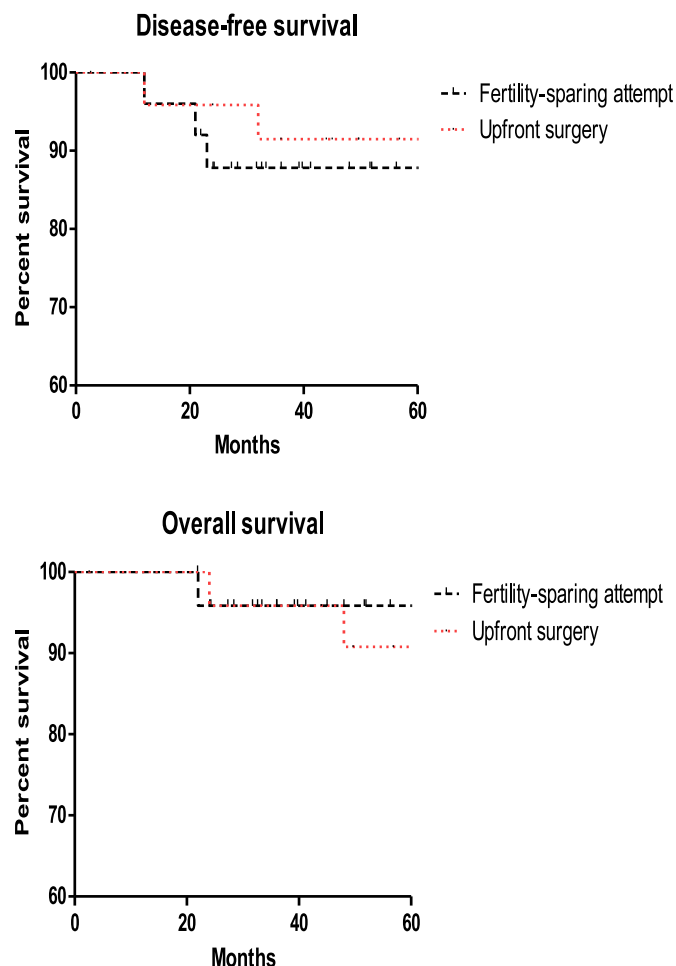 Disease-free survival
100
90
80
70
60
Percent survival
0
20
40
60
Months
Fertility-sparing attempt
Upfront surgery
Overall survival
100
90
80
70
60
Percent survival
0
20
40
60
Months
Fertility-sparing attempt
Upfront surgery